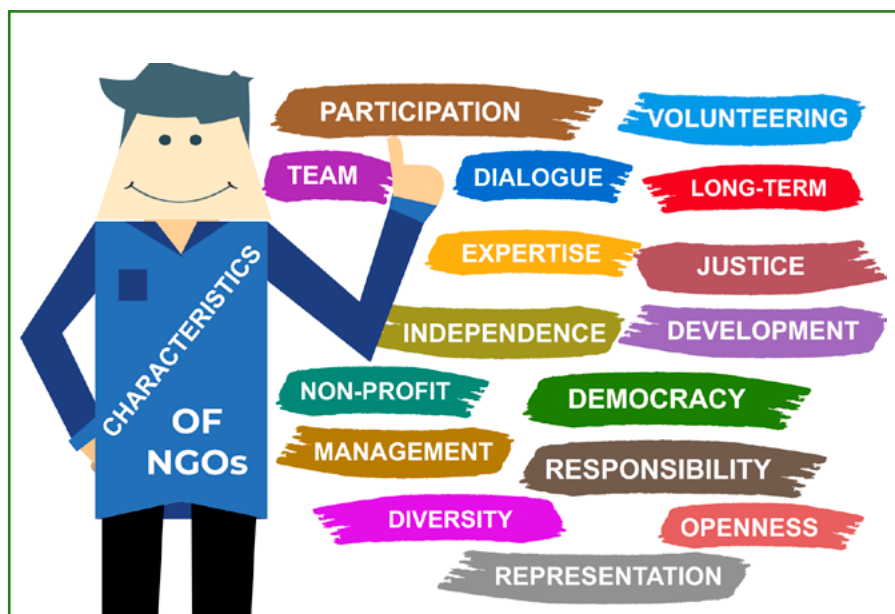 PARTICIPATION
VOLUNTEERING
TEAM
DIALOGUE
LONG-TERM
EXPERTISE
JUSTICE
INDEPENDENCE
DEVELOPMENT
NON-PROFIT
DEMOCRACY
MANAGEMENT
RESPONSIBILITY
DIVERSITY
OPENNESS
REPRESENTATION
CHARACTERISTICS
OF
NGOs